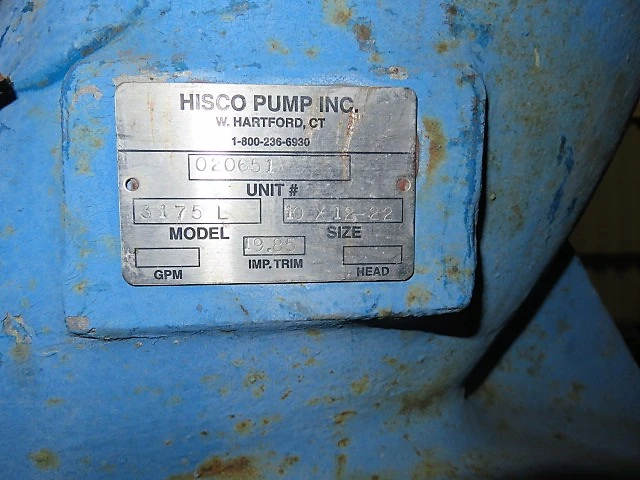 HISCO PUMP INC.
W. HARTFORD, CT
1-800-236-6930
020651
UNIT #
3175 L 10 X 12-22
MODEL SIZE
19.85
GPM IMP. TRIM HEAD